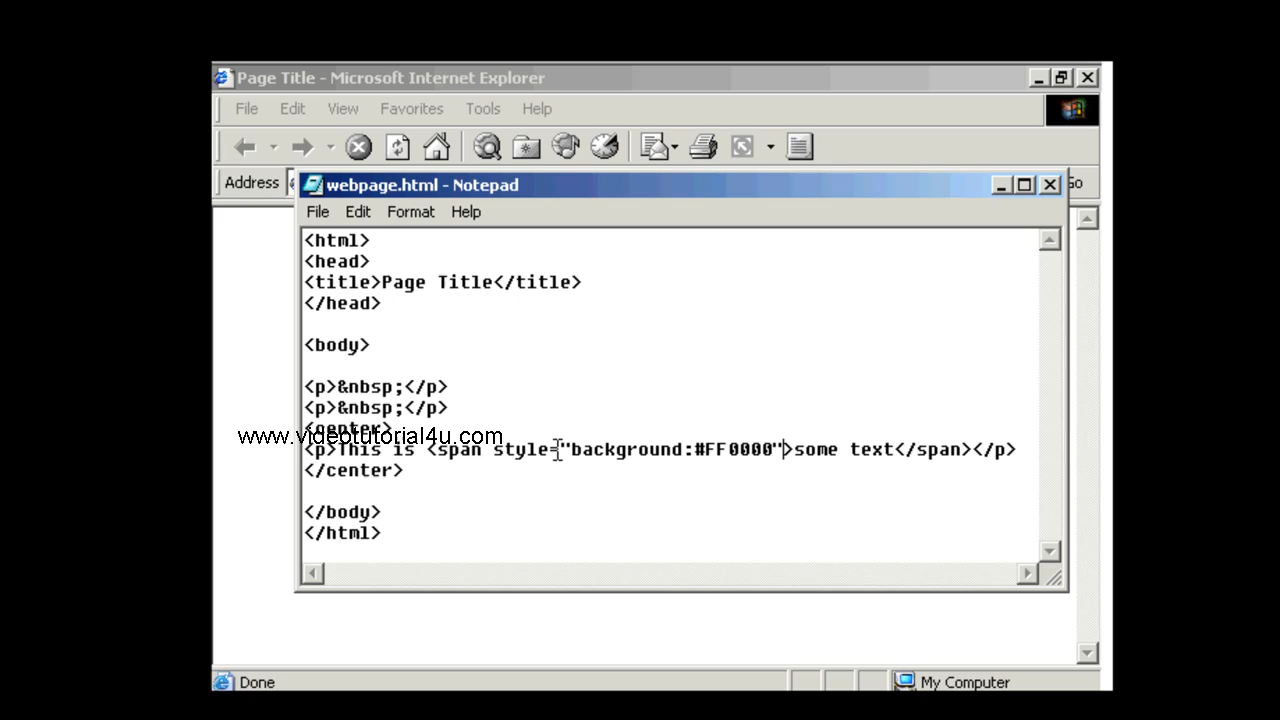 Page Title - Microsoft Internet Explorer
File Edit View Favorites Tools Help
Address
webpage.html - Notepad
File Edit Format Help
<html>
<head>
<title>Page Title</title>
</head>
<body>
<p>&nbsp;</p>
<p>&nbsp;</p>
<center>
www.videotutorial4u.com
<p>This is <span style="background:#FF0000">some text</span></p>
</center>
</body>
</html>
Done My Computer